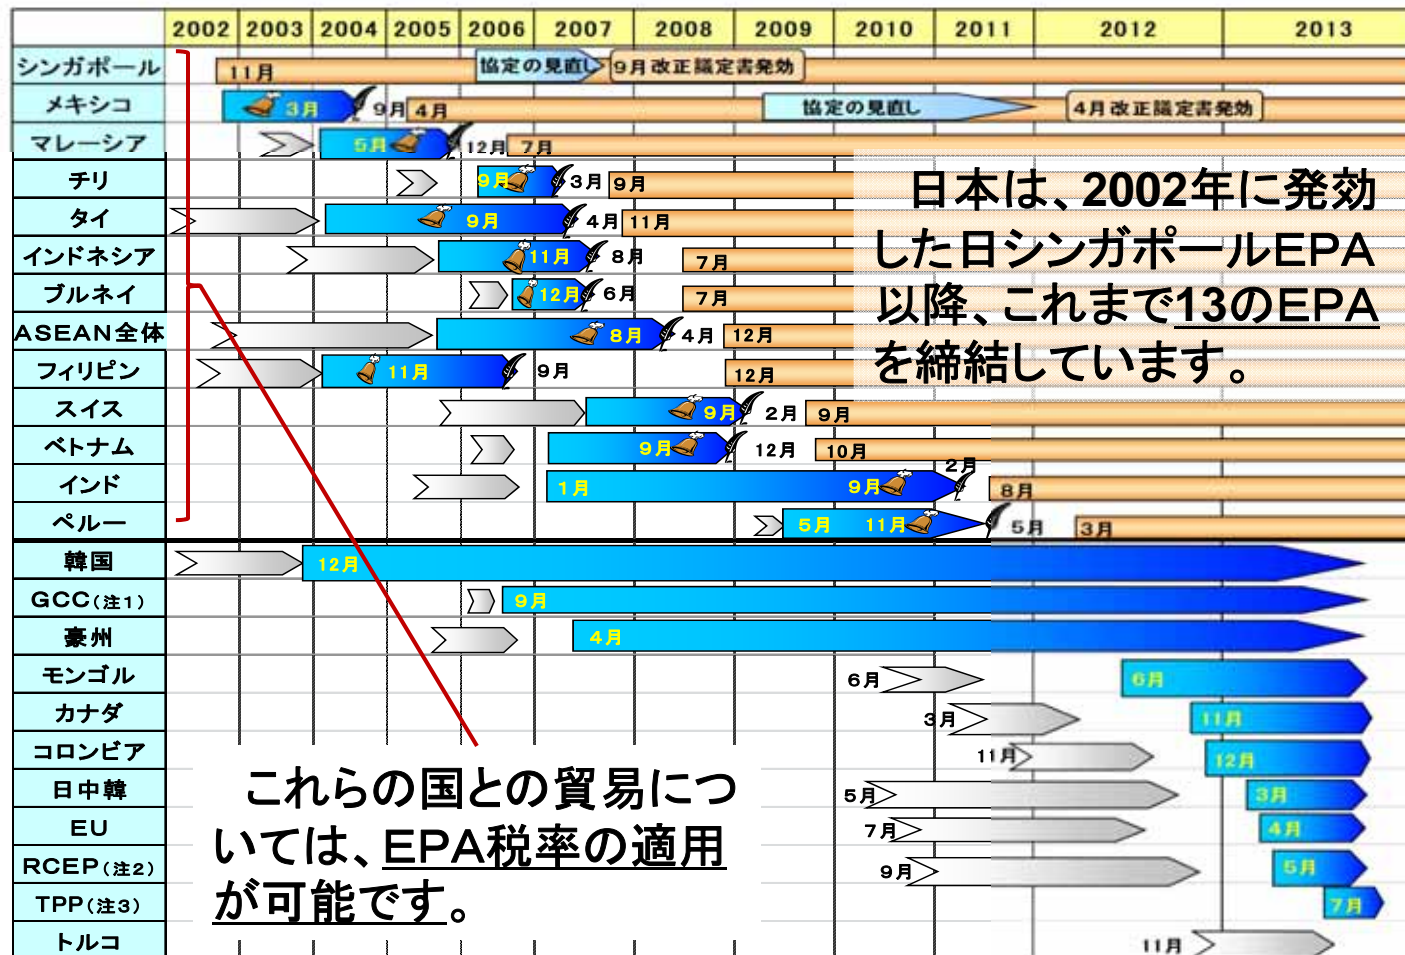 2002 2003 2004 2005 2006 2007 2008 2009 2010 2011 2012 2013
シンガポール 11月 協定の見直し 9月改正議定書発効
メキシコ 3月 9月 4月 協定の見直し 4月改正議定書発効
マレーシア 5月 12月 7月
チリ 9月 3月 9月
タイ 9月 4月 11月
インドネシア 11月 8月 7月
ブルネイ 12月 6月 7月
ASEAN全体 8月 4月 12月
フィリピン 11月 9月 12月
スイス 9月 2月 9月
ベトナム 9月 12月 10月
インド 1月 9月 2月 8月
ペルー 5月 11月 5月 3月
日本は、2002年に発効
した日シンガポールEPA
以降、これまで13のEPA
を締結しています。
韓国 12月
GCC(注1) 9月
豪州 4月
モンゴル 6月 6月
カナダ 3月 11月
コロンビア 11月 12月
日中韓 5月 3月
EU 7月 4月
RCEP(注2) 9月 5月
TPP(注3) 7月
トルコ 11月
これらの国との貿易につ
いては、EPA税率の適用
が可能です。